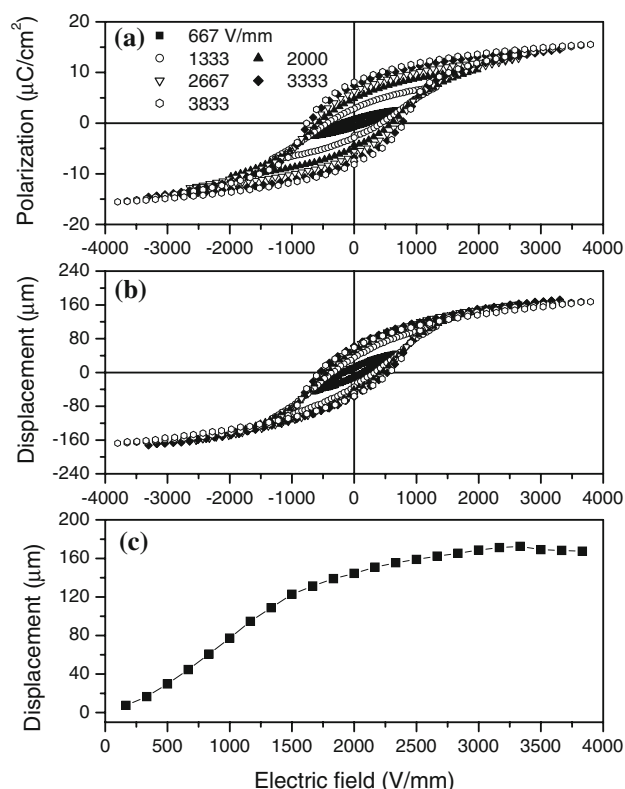 20
(a)
■ 667 V/mm
○ 1333 ▲ 2000
▽ 2667 ◆ 3333
⬡ 3833
10
0
-10
-20
Polarization (μC/cm²)
-4000 -3000 -2000 -1000 0 1000 2000 3000 4000
240
(b)
160
80
0
-80
-160
-240
Displacement (μm)
-4000 -3000 -2000 -1000 0 1000 2000 3000 4000
200
(c)
160
120
80
40
0
Displacement (μm)
0 500 1000 1500 2000 2500 3000 3500 4000
Electric field (V/mm)